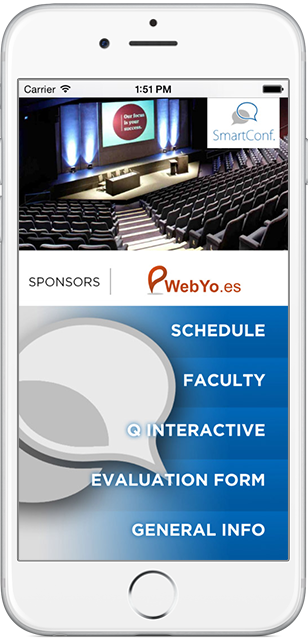 Carrier 1:51 PM
Our focus
is your
success.
SmartConf.
SPONSORS WebYo.es
SCHEDULE
FACULTY
Q INTERACTIVE
EVALUATION FORM
GENERAL INFO